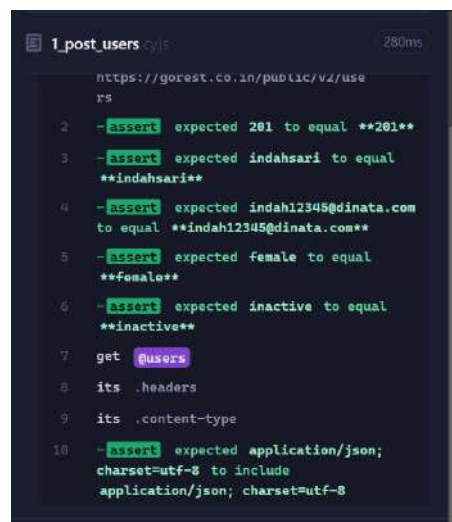 1_post_users.cy.js 280ms
https://gorest.co.in/public/v2/use
rs
2 -assert expected 201 to equal **201**
3 -assert expected indahsari to equal
**indahsari**
4 -assert expected indah12345@dinata.com
to equal **indah12345@dinata.com**
5 -assert expected female to equal
**female**
6 -assert expected inactive to equal
**inactive**
7 get @users
8 its .headers
9 its .content-type
10 -assert expected application/json;
charset=utf-8 to include
application/json; charset=utf-8